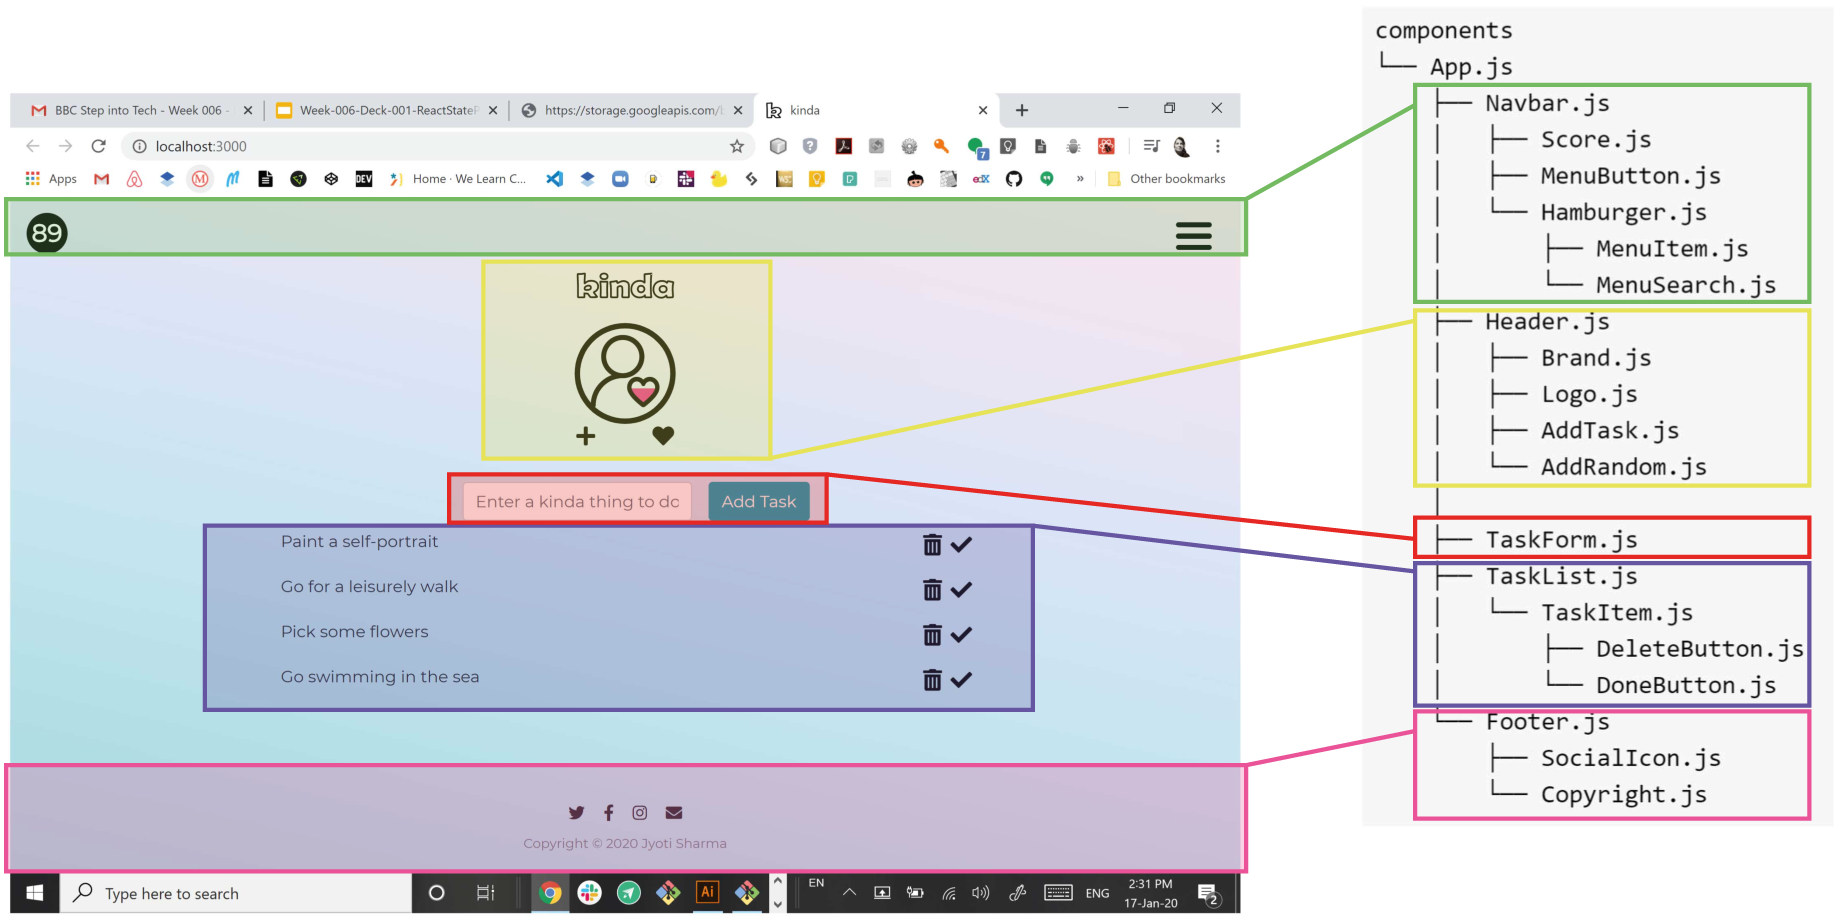 BBC Step into Tech - Week 006 -
Week-006-Deck-001-ReactStateP
https://storage.googleapis.com/
kinda
localhost:3000
7
Apps
DEV
Home · We Learn C...
edX
»
Other bookmarks
89
kinda
Enter a kinda thing to do
Add Task
Paint a self-portrait
Go for a leisurely walk
Pick some flowers
Go swimming in the sea
Copyright © 2020 Jyoti Sharma
Type here to search
Ai
EN
ENG
2:31 PM
17-Jan-20
2
components
└── App.js
├── Navbar.js
│ ├── Score.js
│ ├── MenuButton.js
│ └── Hamburger.js
│ ├── MenuItem.js
│ └── MenuSearch.js
├── Header.js
│ ├── Brand.js
│ ├── Logo.js
│ ├── AddTask.js
│ └── AddRandom.js
│
├── TaskForm.js
├── TaskList.js
│ └── TaskItem.js
│ ├── DeleteButton.js
│ └── DoneButton.js
└── Footer.js
├── SocialIcon.js
└── Copyright.js